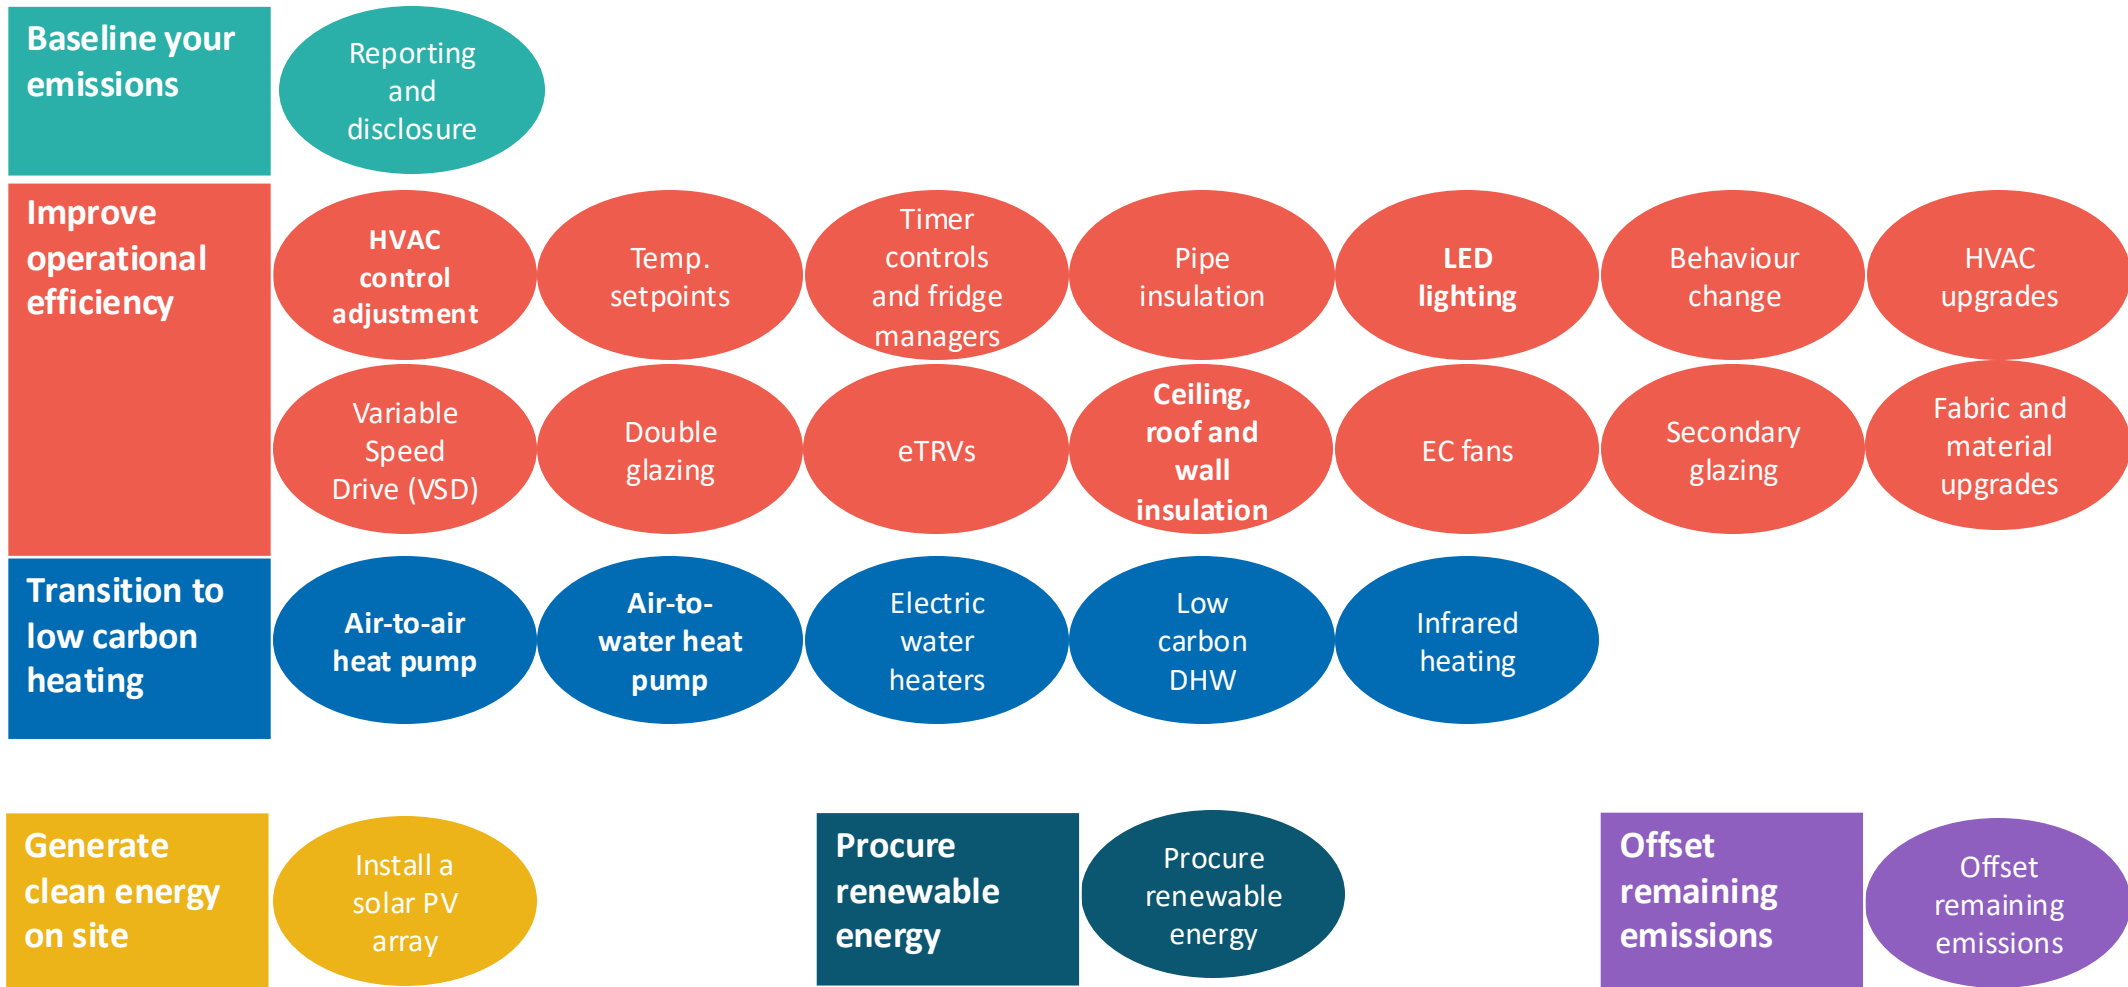 Baseline your
emissions
Reporting
and
disclosure
Improve
operational
efficiency
HVAC
control
adjustment
Temp.
setpoints
Timer
controls
and fridge
managers
Pipe
insulation
LED
lighting
Behaviour
change
HVAC
upgrades
Variable
Speed
Drive (VSD)
Double
glazing
eTRVs
Ceiling,
roof and
wall
insulation
EC fans
Secondary
glazing
Fabric and
material
upgrades
Transition to
low carbon
heating
Air-to-air
heat pump
Air-to-
water heat
pump
Electric
water
heaters
Low
carbon
DHW
Infrared
heating
Generate
clean energy
on site
Install a
solar PV
array
Procure
renewable
energy
Procure
renewable
energy
Offset
remaining
emissions
Offset
remaining
emissions